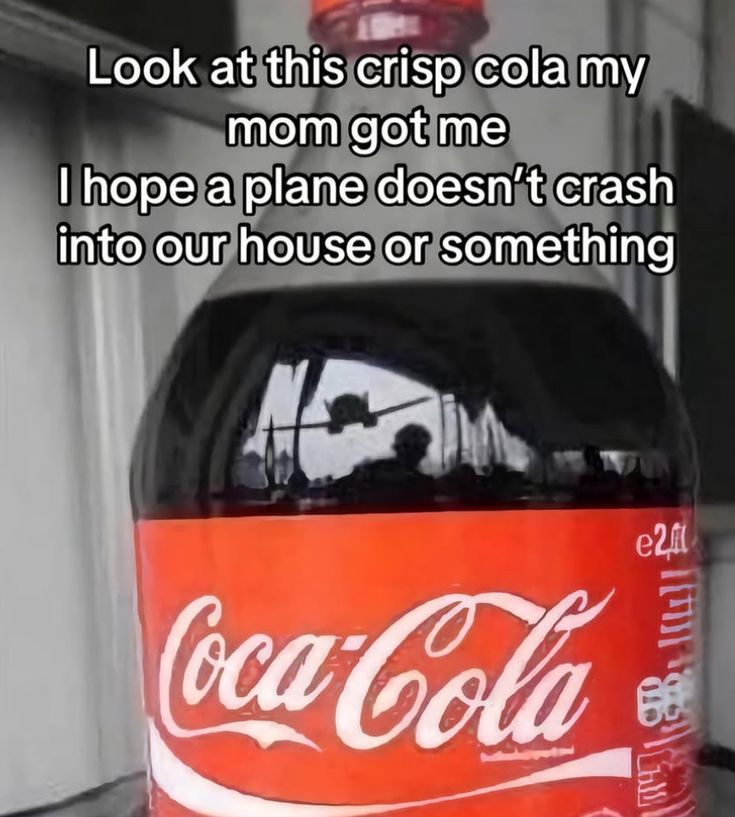 Look at this crisp cola my
mom got me
I hope a plane doesn't crash
into our house or something
Coca-Cola